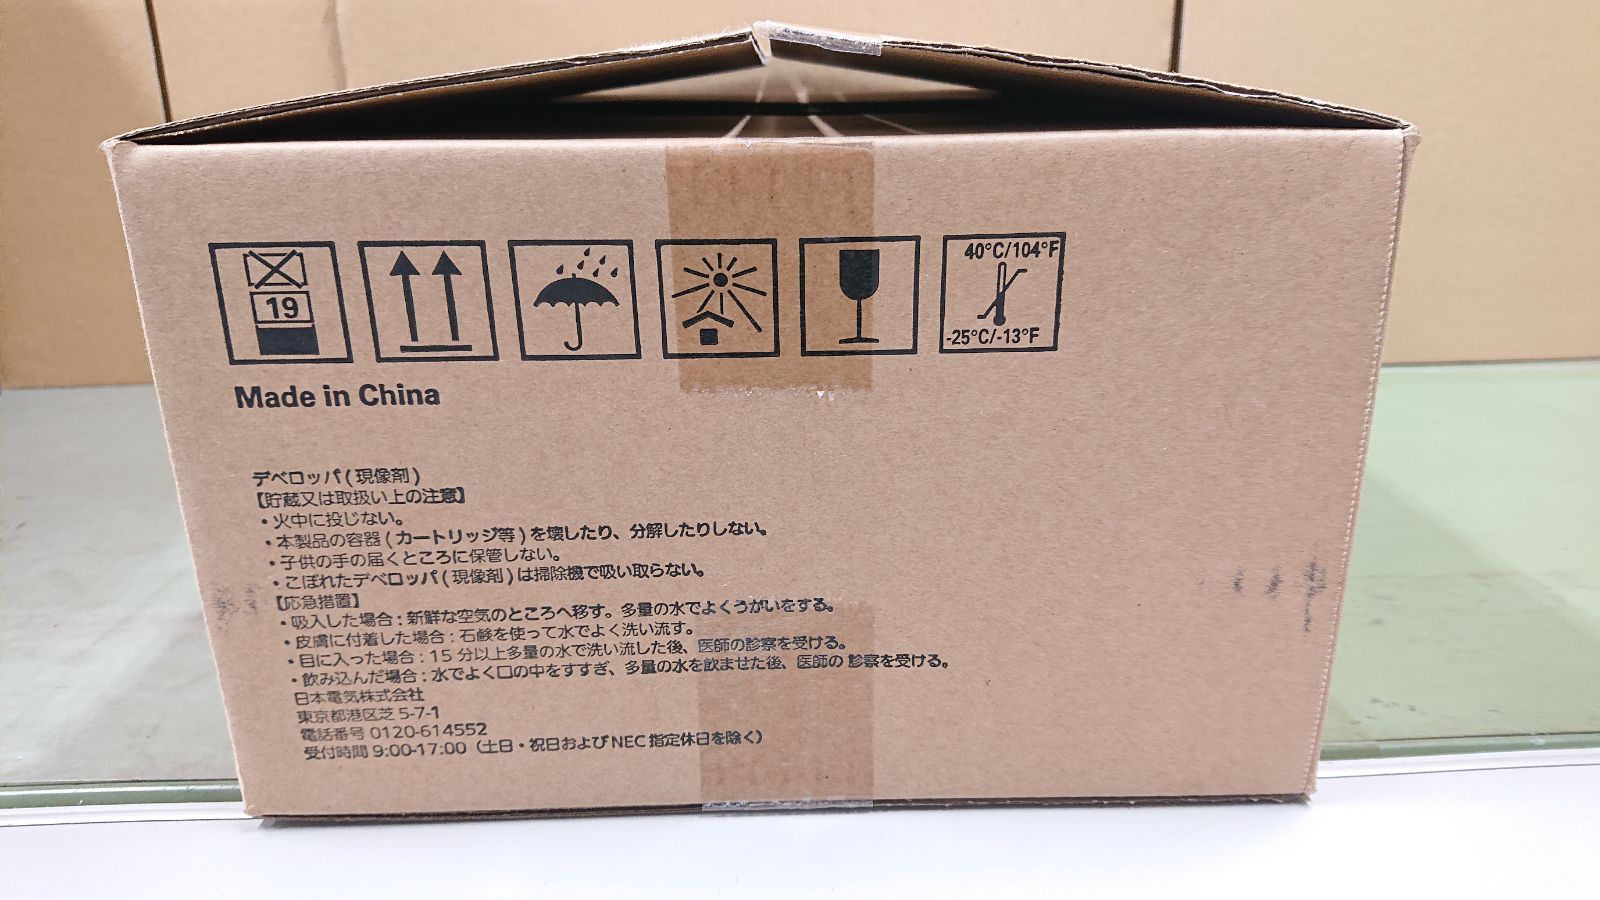 19
40°C/104°F
-25°C/-13°F
Made in China
デベロッパ(現像剤)
【貯蔵又は取扱い上の注意】
・火中に投じない。
・本製品の容器(カートリッジ等)を壊したり、分解したりしない。
・子供の手の届くところに保管しない。
・こぼれたデベロッパ(現像剤)は掃除機で吸い取らない。
【応急措置】
・吸入した場合:新鮮な空気のところへ移す。多量の水でよくうがいをする。
・皮膚に付着した場合:石鹸を使って水でよく洗い流す。
・目に入った場合:15分以上多量の水で洗い流した後、医師の診察を受ける。
・飲み込んだ場合:水でよく口の中をすすぎ、多量の水を飲ませた後、医師の診察を受ける。
日本電気株式会社
東京都港区芝5-7-1
電話番号 0120-614552
受付時間 9:00-17:00(土日・祝日およびNEC指定休日を除く)